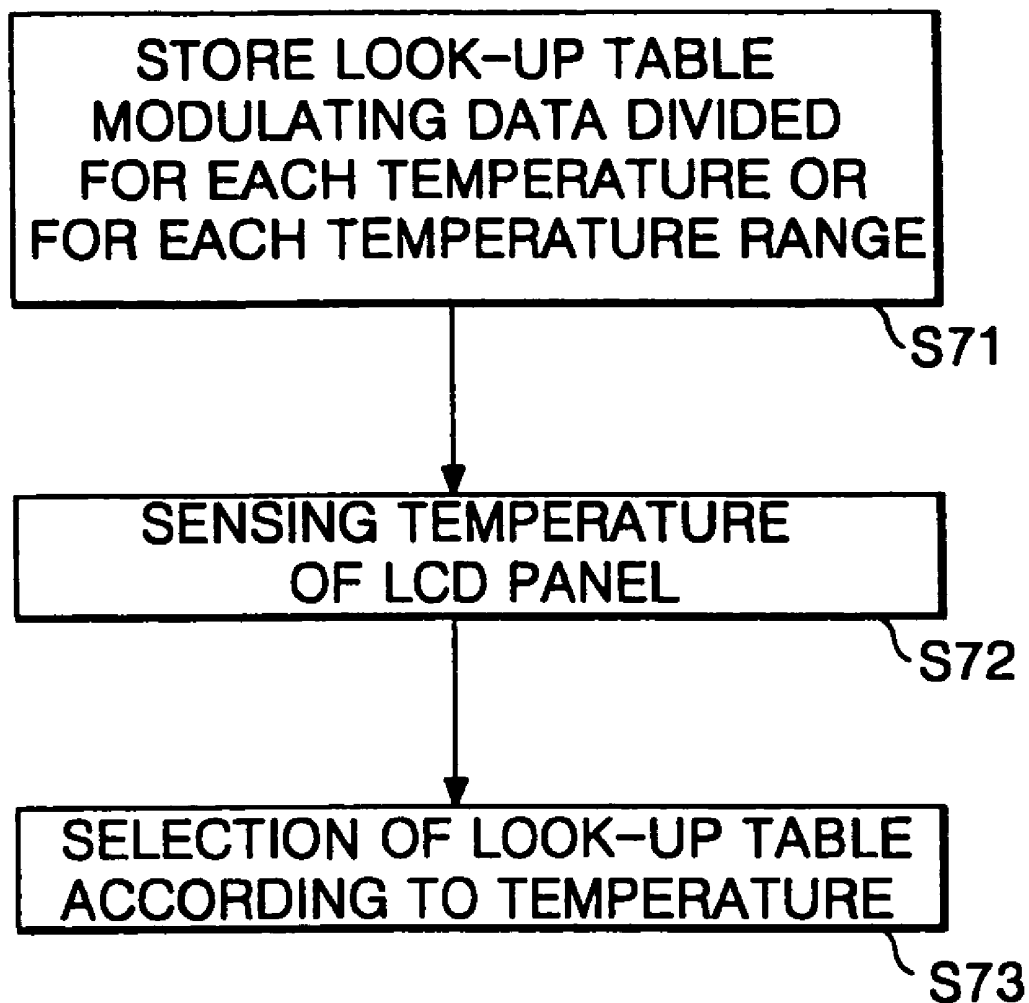 STORE LOOK-UP TABLE
MODULATING DATA DIVIDED
FOR EACH TEMPERATURE OR
FOR EACH TEMPERATURE RANGE
S71
SENSING TEMPERATURE
OF LCD PANEL
S72
SELECTION OF LOOK-UP TABLE
ACCORDING TO TEMPERATURE
S73